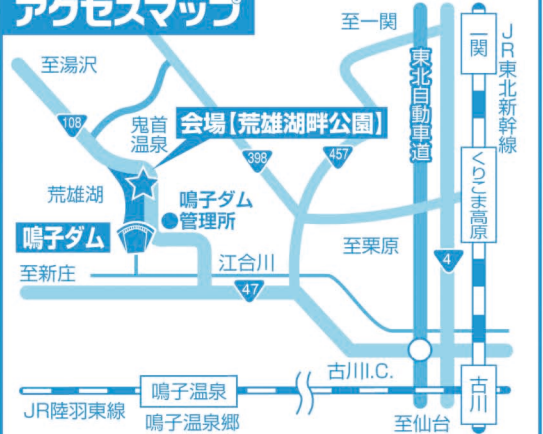 アクセスマップ
至一関
一関
JR東北新幹線
東北自動車道
至湯沢
108
鬼首
温泉
会場【荒雄湖畔公園】
398
457
くりこま高原
荒雄湖
鳴子ダム
管理所
鳴子ダム
至栗原
4
江合川
至新庄
47
古川I.C.
古川
鳴子温泉
JR陸羽東線
鳴子温泉郷
至仙台